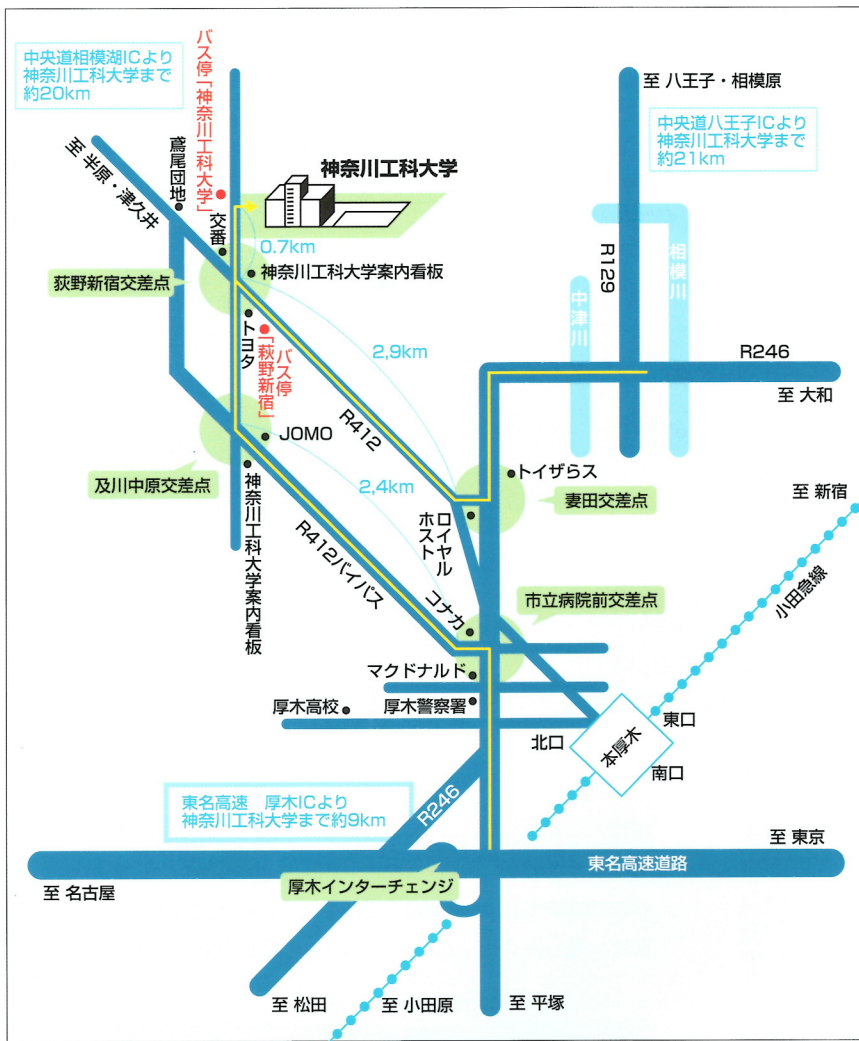 中央道相模湖ICより
神奈川工科大学まで
約20km
バス停「神奈川工科大学」
至 八王子・相模原
中央道八王子ICより
神奈川工科大学まで
約21km
至 半原・津久井
鳶尾団地
交番
神奈川工科大学
0.7km
神奈川工科大学案内看板
荻野新宿交差点
トヨタ
バス停
「萩野新宿」
2,9km
R129
相模川
中津川
R246
至 大和
R412
JOMO
及川中原交差点
神奈川工科大学案内看板
2,4km
トイザらス
妻田交差点
ロイヤル
ホスト
至 新宿
小田急線
R412バイパス
コナカ
市立病院前交差点
マクドナルド
厚木高校
厚木警察署
北口
東口
本厚木
南口
東名高速　厚木ICより
神奈川工科大学まで約9km
R246
至 東京
東名高速道路
厚木インターチェンジ
至 名古屋
至 松田
至 小田原
至 平塚